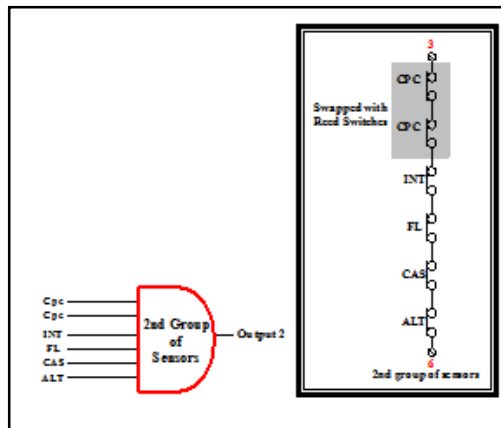 3
CPC
Swapped with
Reed Switches
CPC
INT
FL
CAS
ALT
6
2nd group of sensors
Cpc
Cpc
INT
FL
CAS
ALT
2nd Group
of
Sensors
Output 2